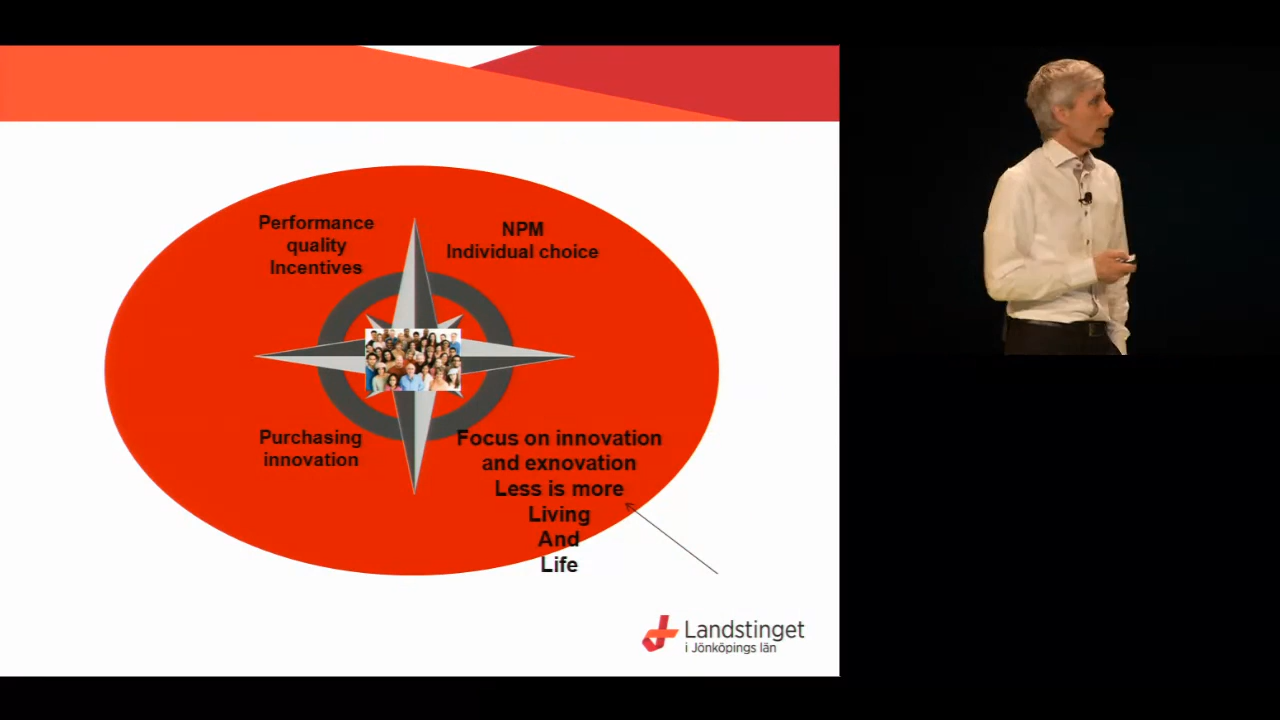 Performance
quality
Incentives
NPM
Individual choice
Purchasing
innovation
Focus on innovation
and exnovation
Less is more
Living
And
Life
Landstinget
i Jönköpings län